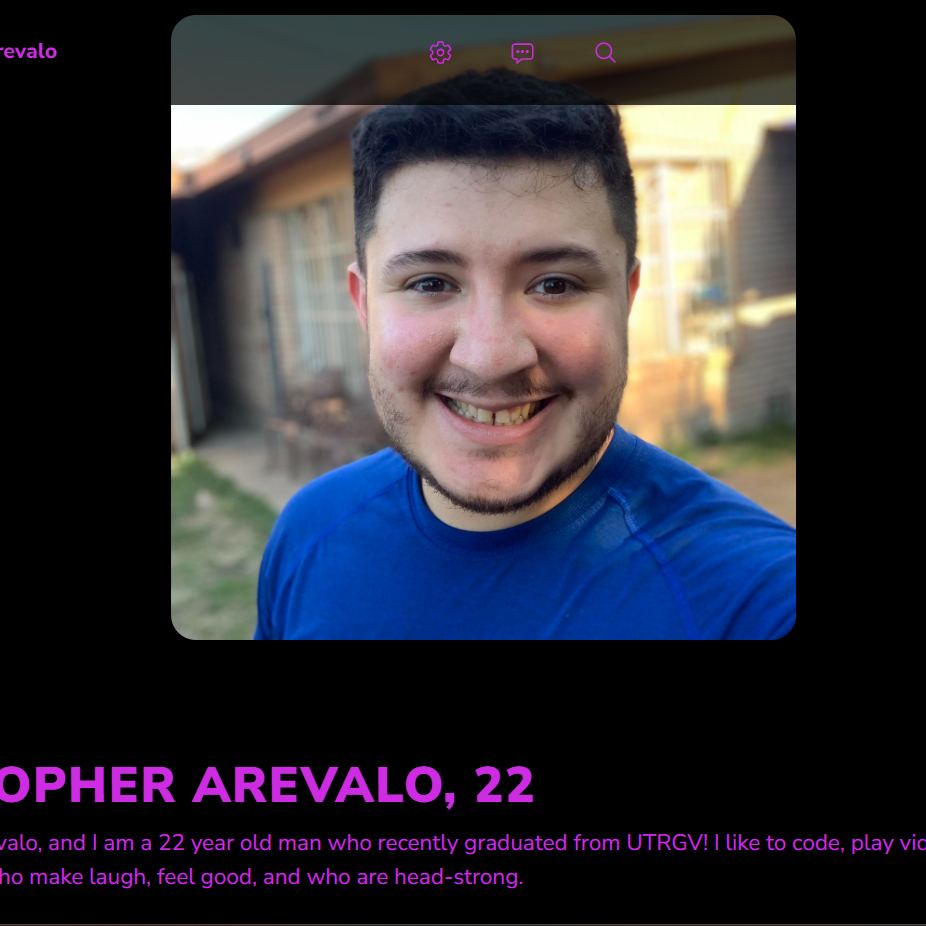 revalo
OPHER AREVALO, 22
valo, and I am a 22 year old man who recently graduated from UTRGV! I like to code, play vid
ho make laugh, feel good, and who are head-strong.